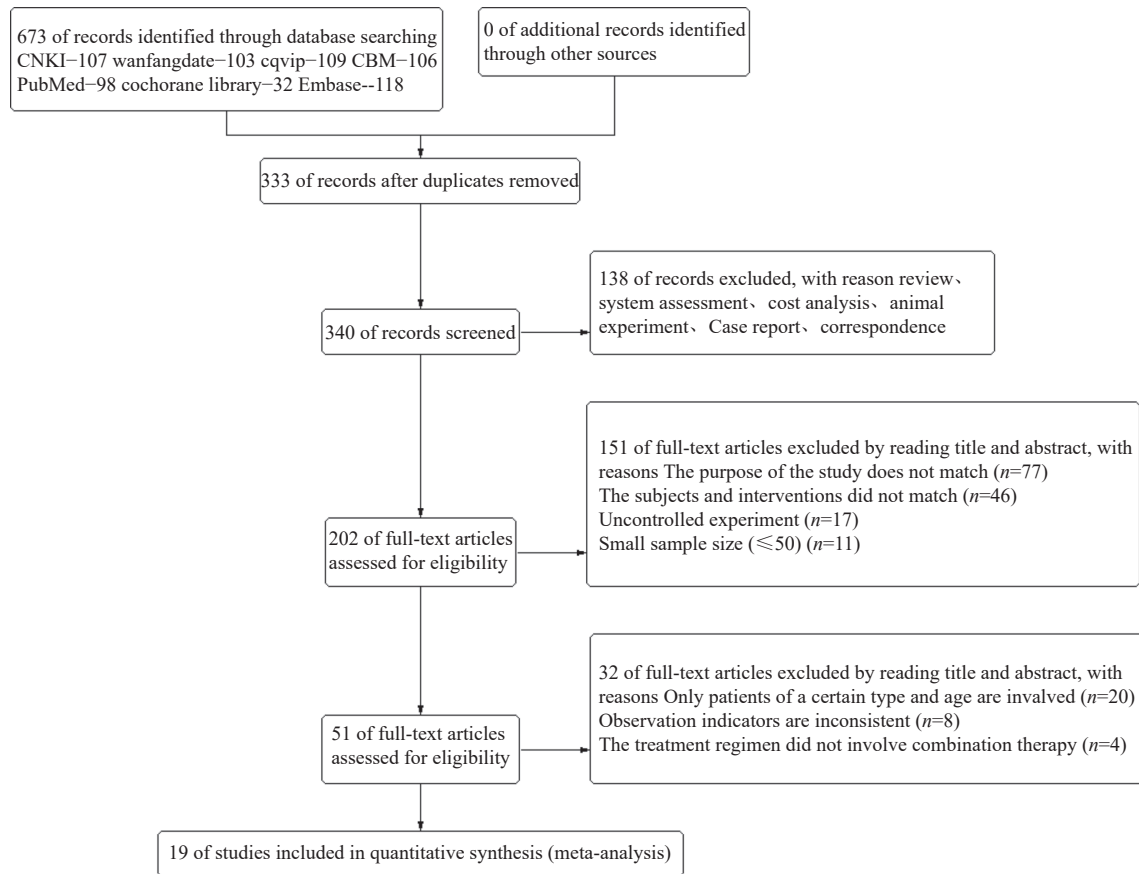 673 of records identified through database searching
CNKI−107 wanfangdate−103 cqvip−109 CBM−106
PubMed−98 cochorane library−32 Embase--118
0 of additional records identified
through other sources
333 of records after duplicates removed
340 of records screened
138 of records excluded, with reason review、
system assessment、cost analysis、animal
experiment、Case report、correspondence
202 of full-text articles
assessed for eligibility
151 of full-text articles excluded by reading title and abstract, with
reasons The purpose of the study does not match (n=77)
The subjects and interventions did not match (n=46)
Uncontrolled experiment (n=17)
Small sample size (≤50) (n=11)
51 of full-text articles
assessed for eligibility
32 of full-text articles excluded by reading title and abstract, with
reasons Only patients of a certain type and age are invalved (n=20)
Observation indicators are inconsistent (n=8)
The treatment regimen did not involve combination therapy (n=4)
19 of studies included in quantitative synthesis (meta-analysis)